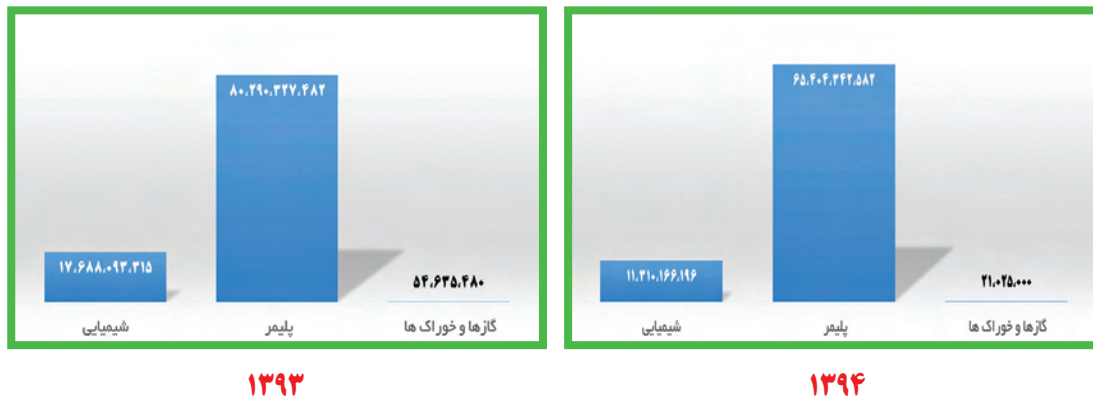 ۸۰،۲۹۰،۳۲۷،۴۸۲
۱۷،۶۸۸،۰۹۳،۳۱۵
۵۴،۶۳۵،۴۸۰
شیمیایی
پلیمر
گازها و خوراک ها
۱۳۹۳
۶۵،۴۰۴،۳۴۲،۵۸۲
۱۱،۳۱۰،۱۶۶،۱۹۶
۲۱،۰۲۵،۰۰۰
شیمیایی
پلیمر
گازها و خوراک ها
۱۳۹۴